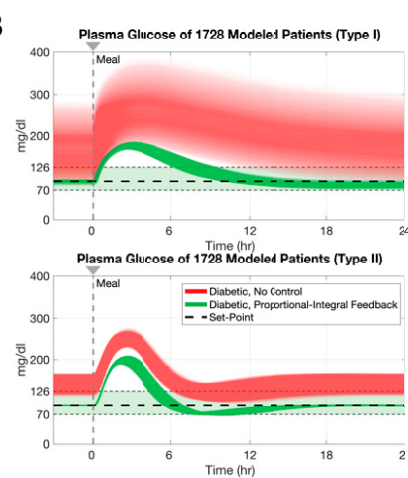 B
Plasma Glucose of 1728 Modeled Patients (Type I)
Meal
400
300
200
126
70
0
mg/dl
0 6 12 18 24
Time (hr)
Plasma Glucose of 1728 Modeled Patients (Type II)
Meal
400
300
200
126
70
0
mg/dl
Diabetic, No Control
Diabetic, Proportional-Integral Feedback
Set-Point
0 6 12 18 2
Time (hr)